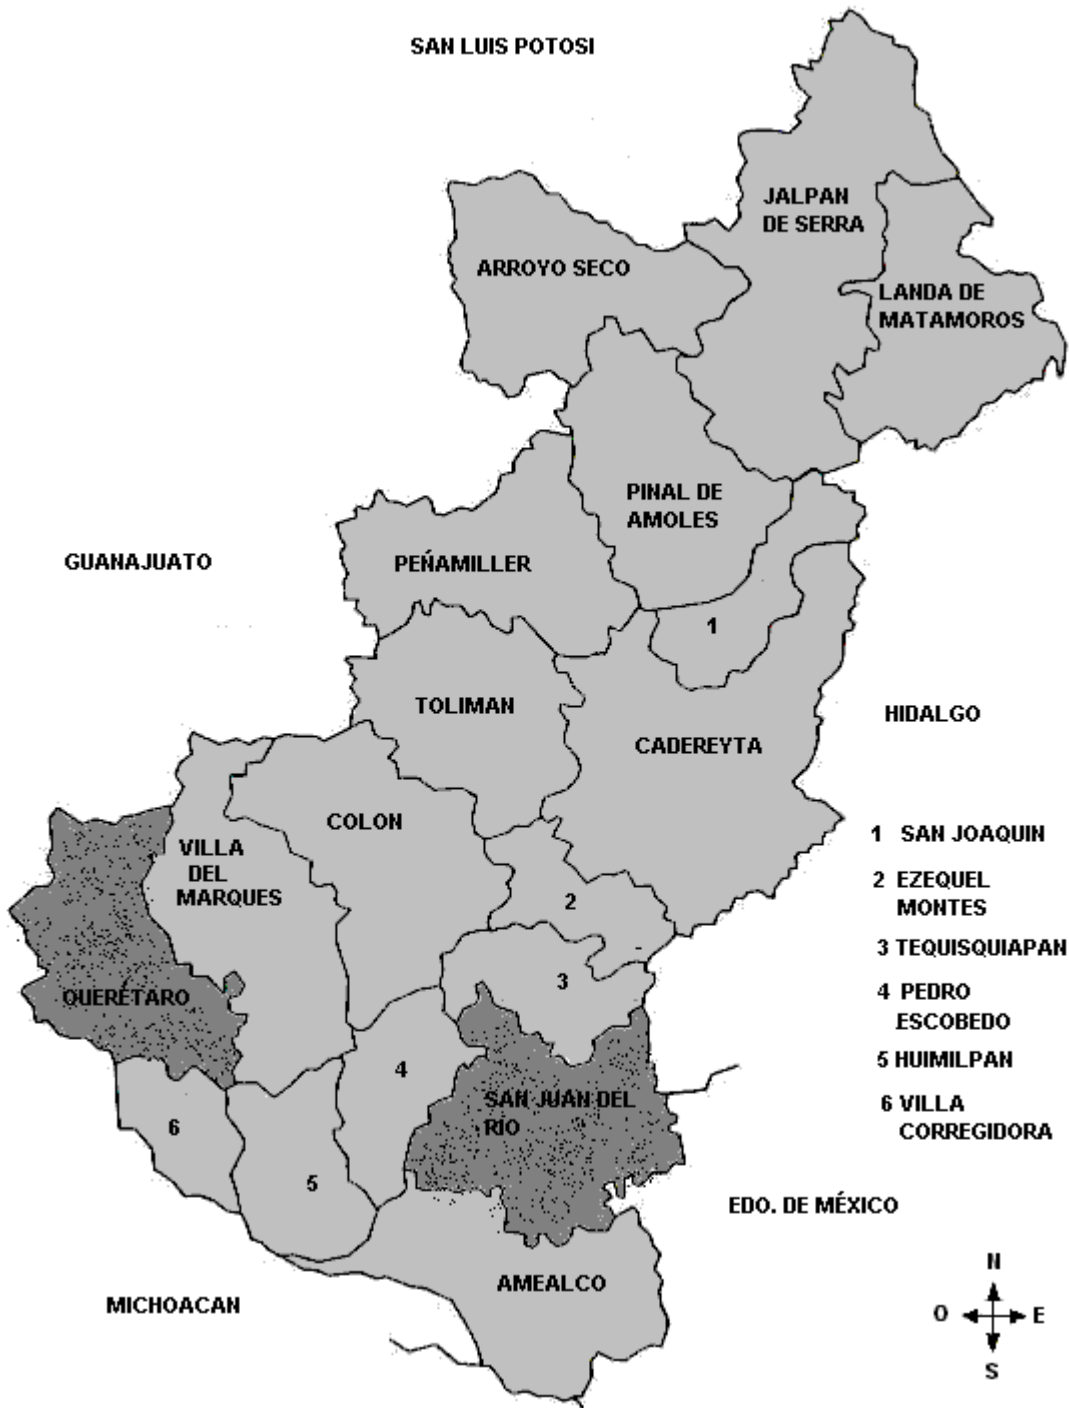 SAN LUIS POTOSI
JALPAN
DE SERRA
ARROYO SECO
LANDA DE
MATAMOROS
PINAL DE
AMOLES
GUANAJUATO
PEÑAMILLER
1
TOLIMAN
HIDALGO
CADEREYTA
COLON
VILLA
DEL
MARQUES
2
QUERÉTARO
3
4
SAN JUAN DEL
RÍO
6
5
1 SAN JOAQUIN
2 EZEQUEL
MONTES
3 TEQUISQUIAPAN
4 PEDRO
ESCOBEDO
5 HUIMILPAN
6 VILLA
CORREGIDORA
EDO. DE MÉXICO
AMEALCO
MICHOACAN
N
O E
S